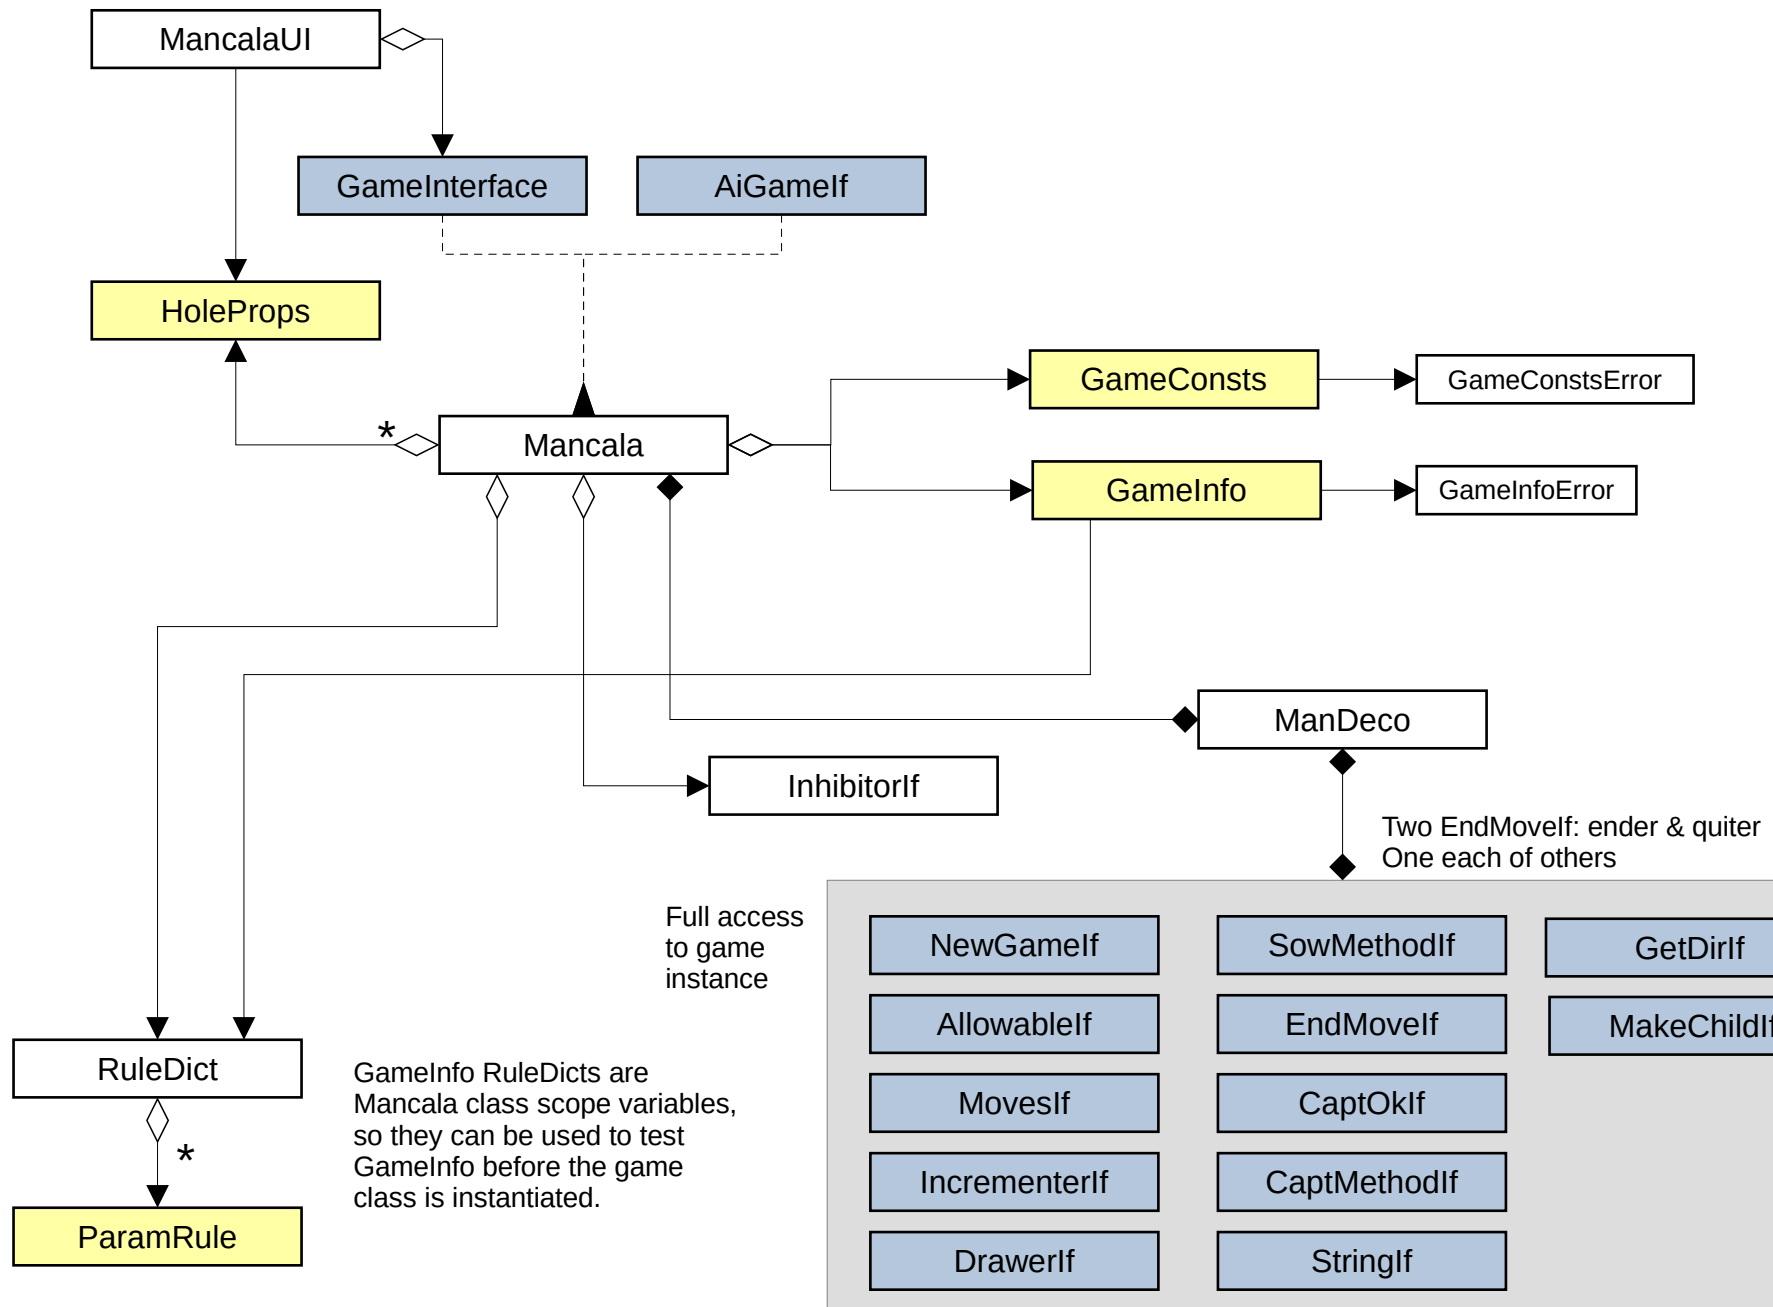 MancalaUI
GameInterface
AiGameIf
HoleProps
GameConsts
GameConstsError
*
Mancala
GameInfo
GameInfoError
ManDeco
InhibitorIf
Two EndMoveIf: ender & quiter
One each of others
Full access
to game
instance
NewGameIf
SowMethodIf
GetDirIf
AllowableIf
EndMoveIf
MakeChildIf
MovesIf
CaptOkIf
IncrementerIf
CaptMethodIf
DrawerIf
StringIf
RuleDict
GameInfo RuleDicts are
Mancala class scope variables,
so they can be used to test
GameInfo before the game
class is instantiated.
*
ParamRule